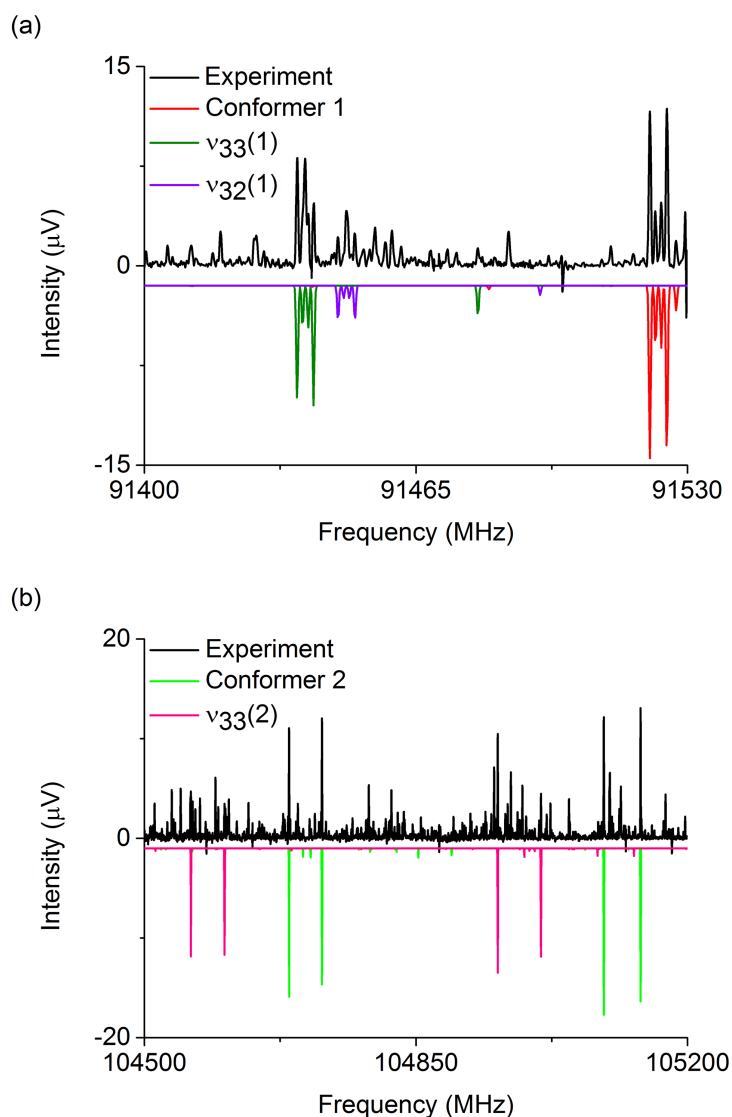 (a)
15
Experiment
Conformer 1
ν33(1)
ν32(1)
0
Intensity (μV)
-15
91400
91465
91530
Frequency (MHz)
(b)
20
Experiment
Conformer 2
ν33(2)
0
Intensity (μV)
-20
104500
104850
105200
Frequency (MHz)